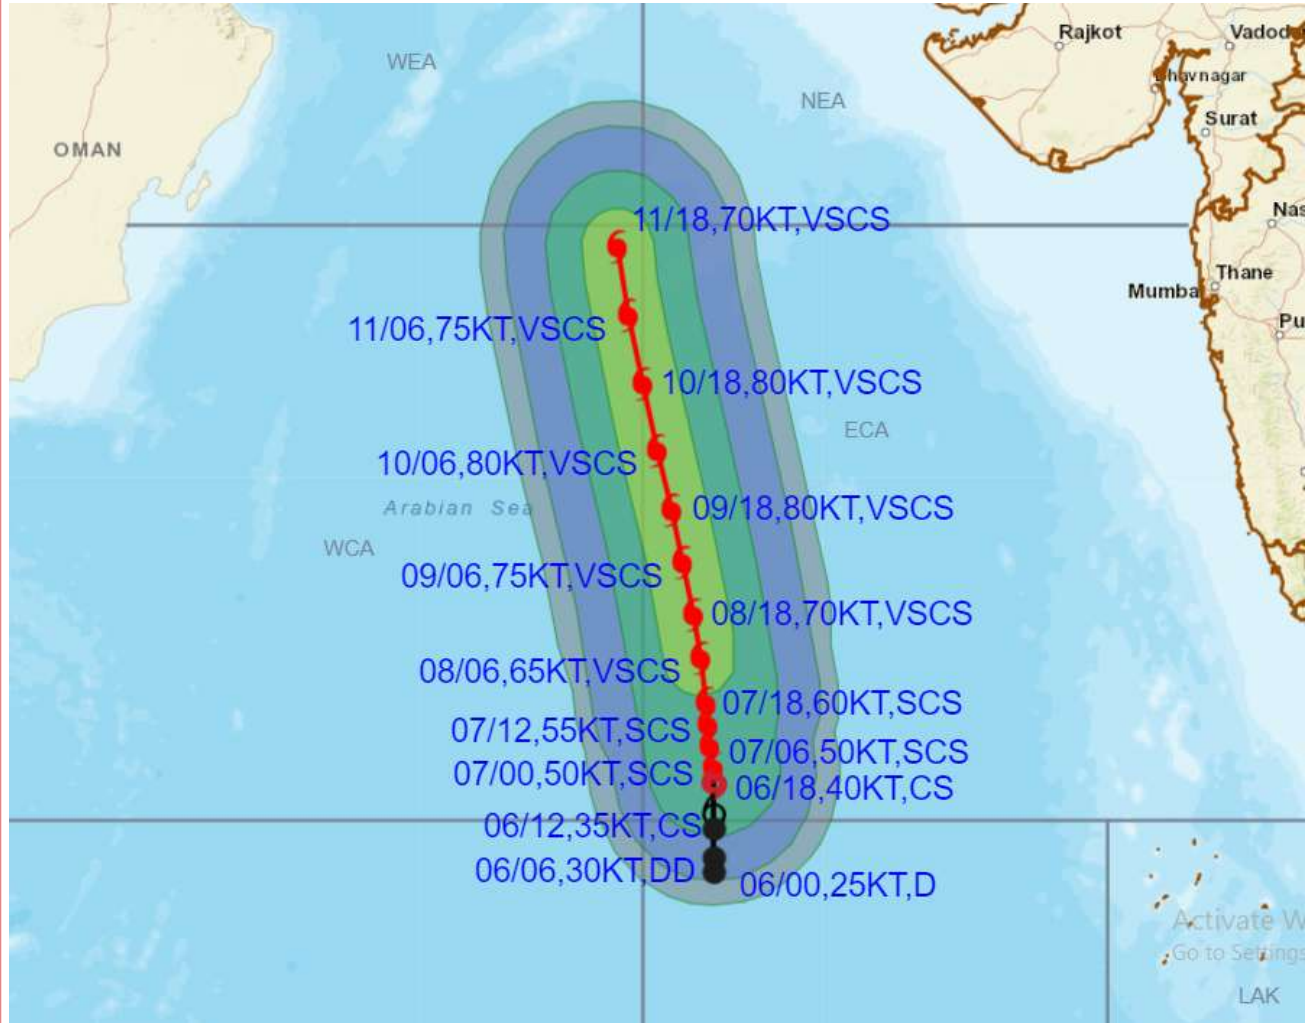 Rajkot
Vadod
WEA
Bhavnagar
NEA
Surat
OMAN
Nas
11/18,70KT,VSCS
Thane
Mumba
Pu
11/06,75KT,VSCS
10/18,80KT,VSCS
ECA
10/06,80KT,VSCS
Arabian Sea
09/18,80KT,VSCS
WCA
09/06,75KT,VSCS
08/18,70KT,VSCS
08/06,65KT,VSCS
07/18,60KT,SCS
07/12,55KT,SCS
07/06,50KT,SCS
07/00,50KT,SCS
06/18,40KT,CS
06/12,35KT,CS
06/06,30KT,DD
06/00,25KT,D
Activate W
Go to Settings
LAK